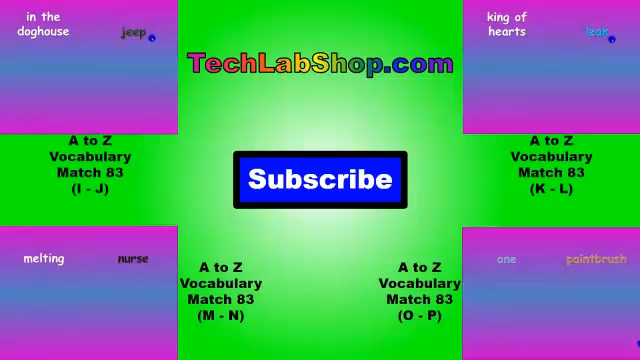 in the
doghouse
jeep
king of
hearts
leak
TechLabShop.com
A to Z
Vocabulary
Match 83
(I - J)
Subscribe
A to Z
Vocabulary
Match 83
(K - L)
melting
nurse
A to Z
Vocabulary
Match 83
(M - N)
A to Z
Vocabulary
Match 83
(O - P)
one
paintbrush